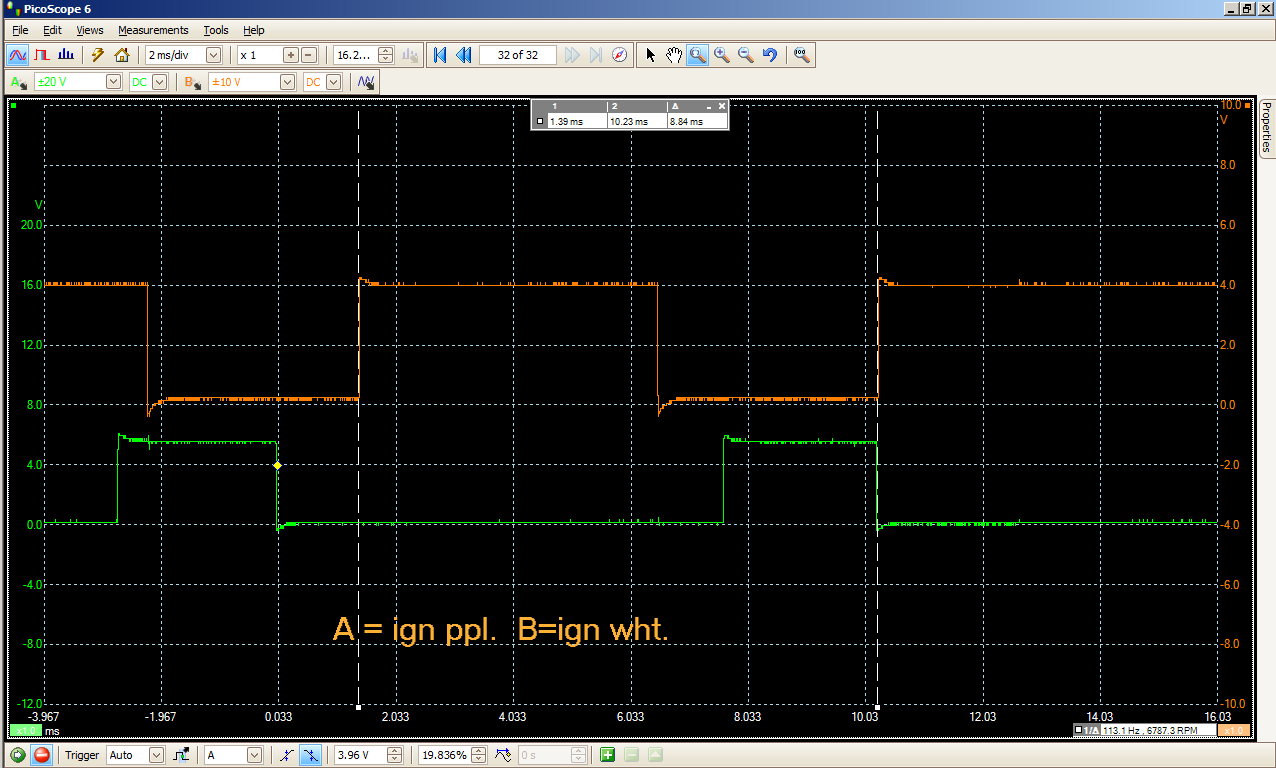 PicoScope 6
File Edit Views Measurements Tools Help
2 ms/div x 1 + − 16.2... 32 of 32 100
A ±20 V DC B ±10 V DC
1 2 Δ
1.39 ms 10.23 ms 8.84 ms
Properties
V
20.0
16.0
12.0
8.0
4.0
0.0
-4.0
-8.0
-12.0
10.0
V
8.0
6.0
4.0
2.0
0.0
-2.0
-4.0
-6.0
-8.0
-10.0
A = ign ppl. B=ign wht.
-3.967 -1.967 0.033 2.033 4.033 6.033 8.033 10.03 12.03 14.03 16.03
x1.0 ms 1/Δ 113.1 Hz , 6787.3 RPM x1.0
Trigger Auto A 3.96 V 19.836% 0 s